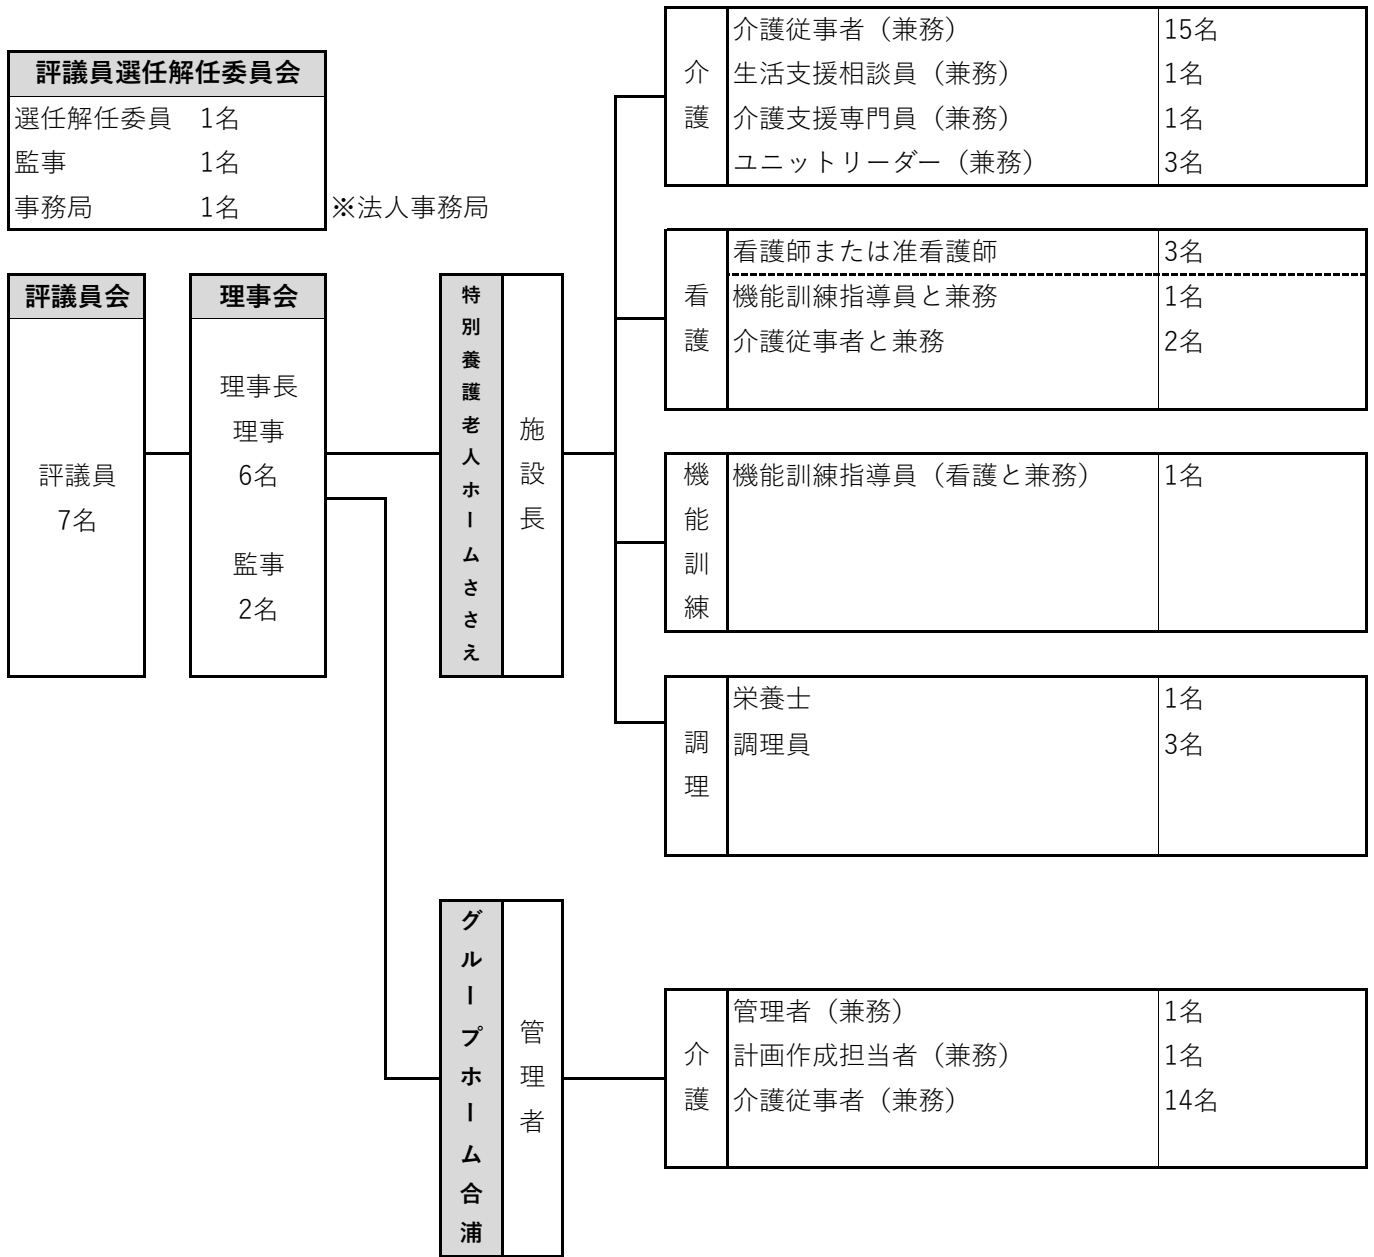 評議員選任解任委員会
選任解任委員 1名
監事 1名
事務局 1名 ※法人事務局
評議員会
評議員
7名
理事会
理事長
理事
6名
監事
2名
特別養護老人ホームささえ
施設長
介護
介護従事者（兼務） 15名
生活支援相談員（兼務） 1名
介護支援専門員（兼務） 1名
ユニットリーダー（兼務） 3名
看護
看護師または准看護師 3名
機能訓練指導員と兼務 1名
介護従事者と兼務 2名
機能訓練
機能訓練指導員（看護と兼務） 1名
調理
栄養士 1名
調理員 3名
グループホーム合浦
管理者
介護
管理者（兼務） 1名
計画作成担当者（兼務） 1名
介護従事者（兼務） 14名